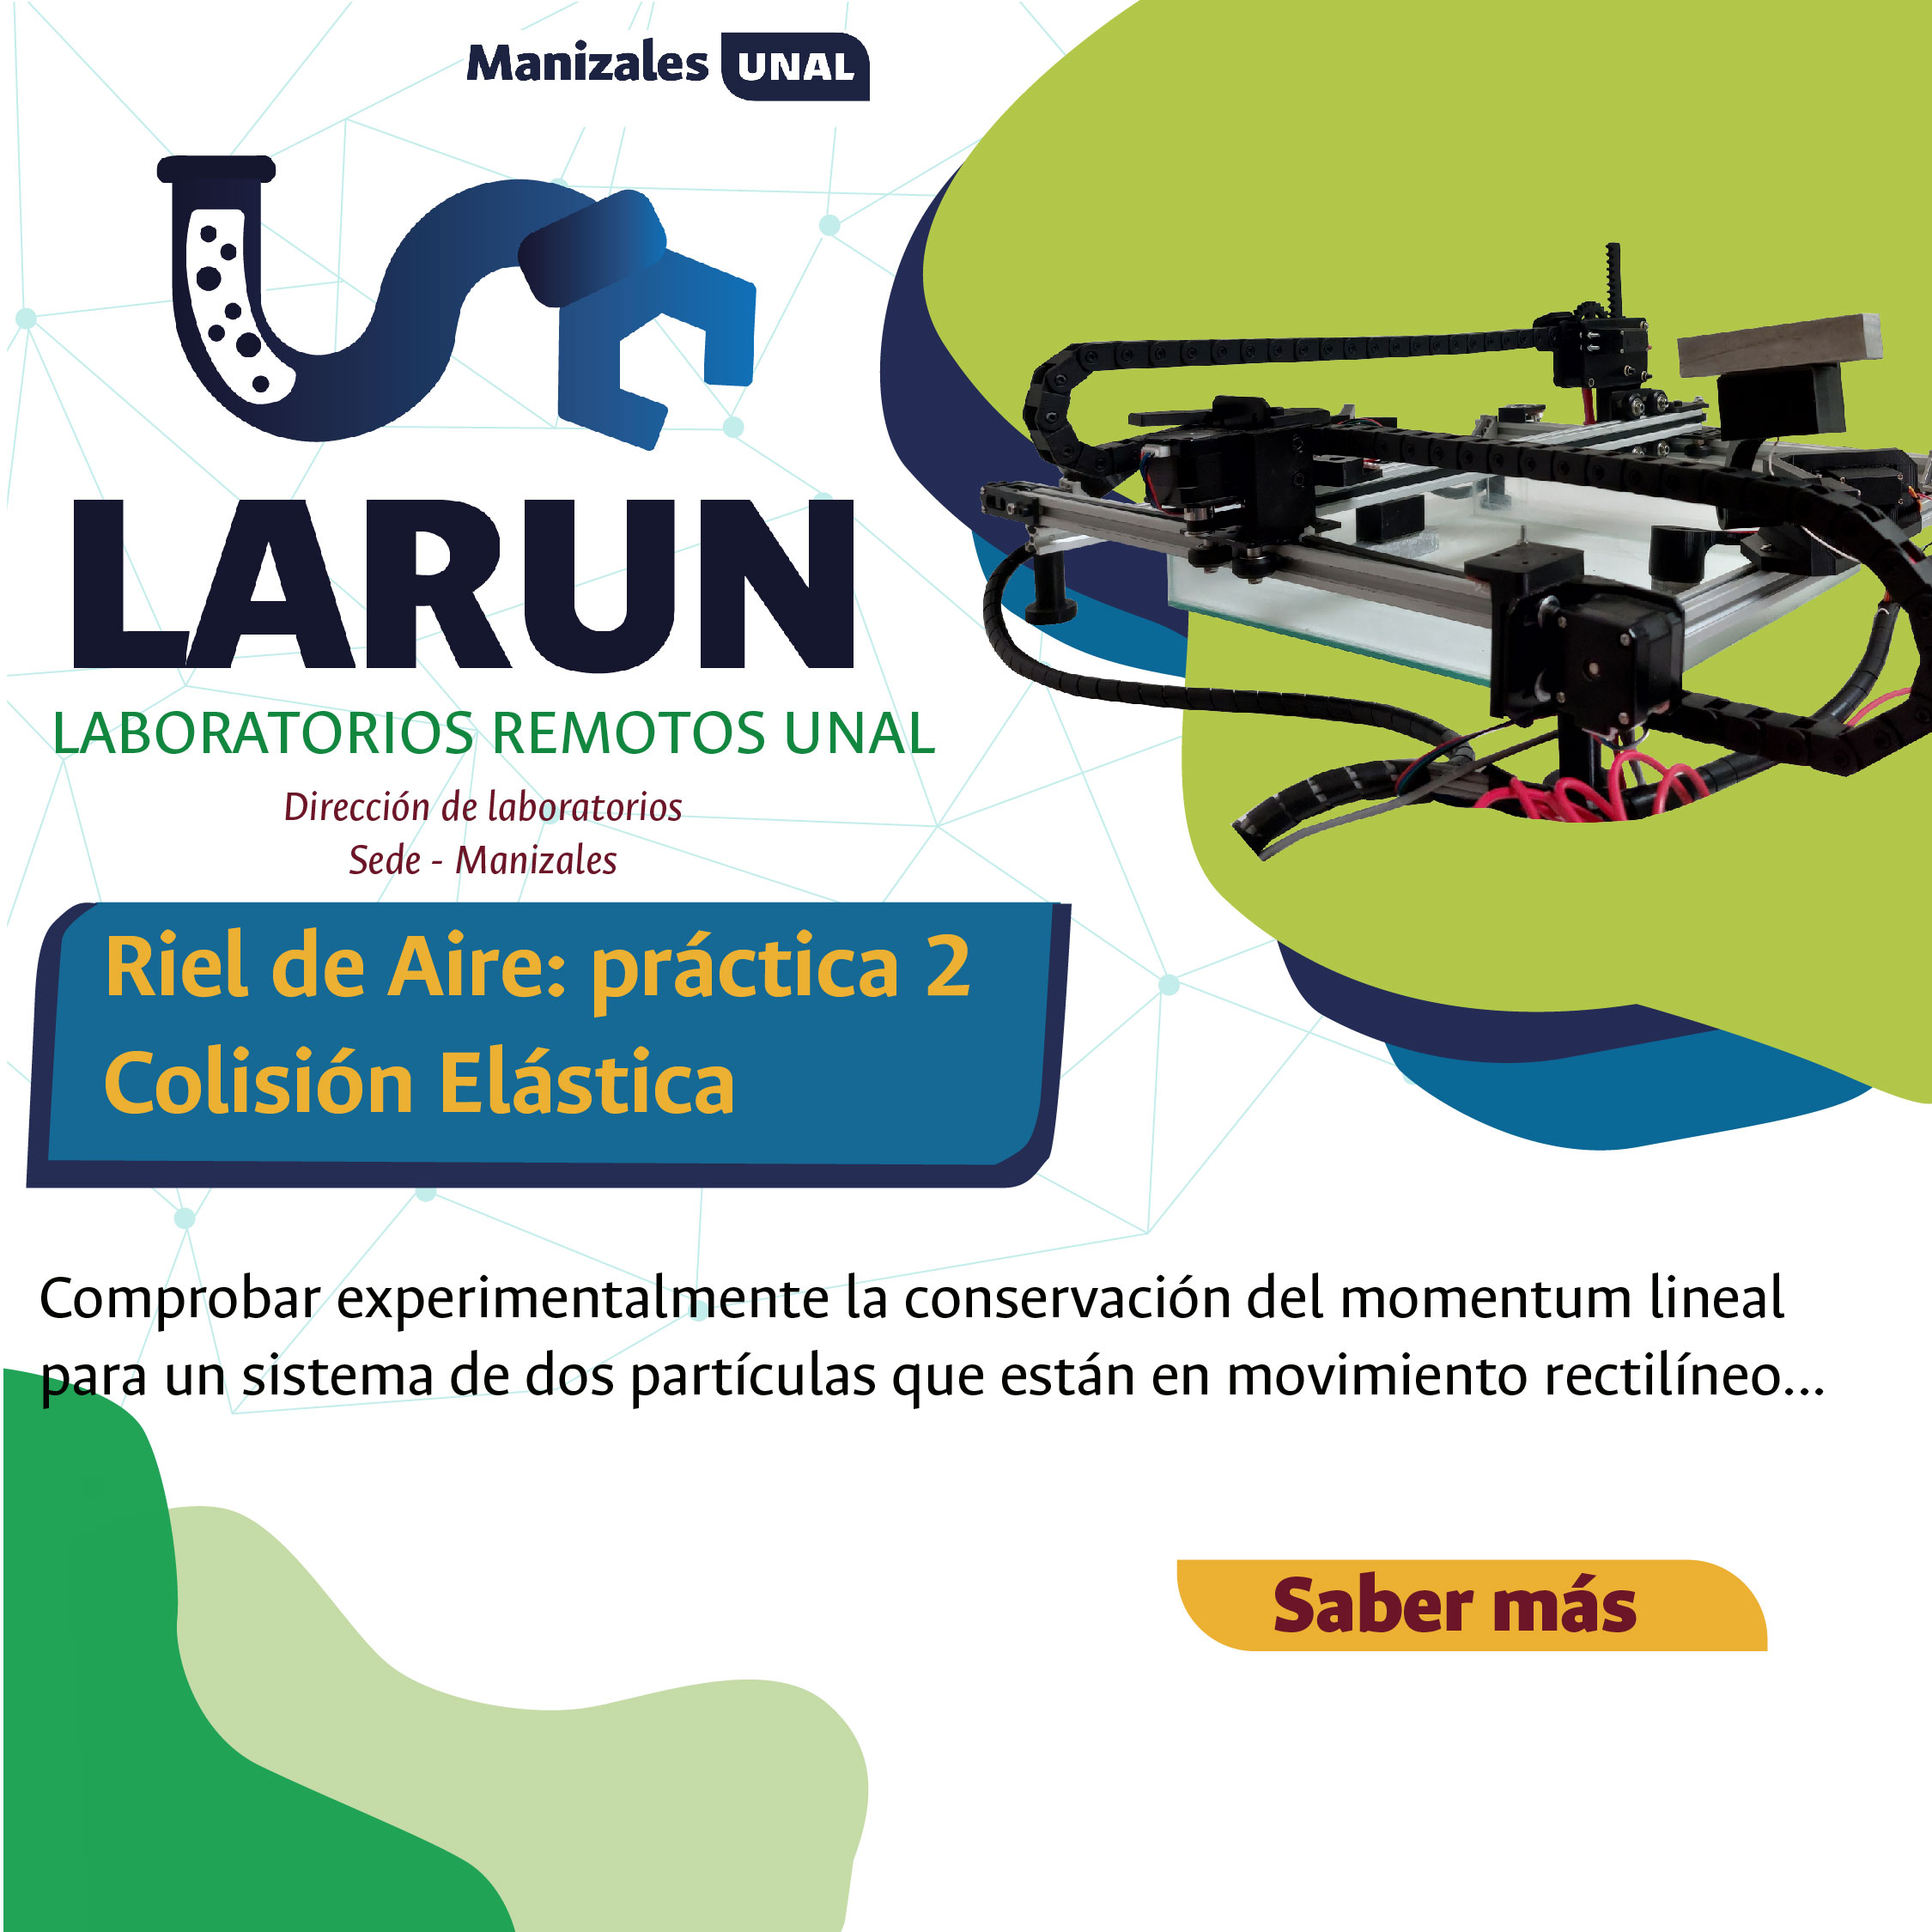 Manizales UNAL
LARUN
LABORATORIOS REMOTOS UNAL
Dirección de laboratorios
Sede - Manizales
Riel de Aire: práctica 2
Colisión Elástica
Comprobar experimentalmente la conservación del momentum lineal
para un sistema de dos partículas que están en movimiento rectilíneo...
Saber más